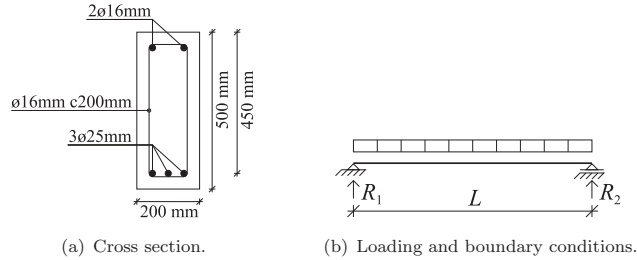 2ø16mm
ø16mm c200mm
3ø25mm
500 mm
450 mm
200 mm
R1
L
R2
(a) Cross section.
(b) Loading and boundary conditions.